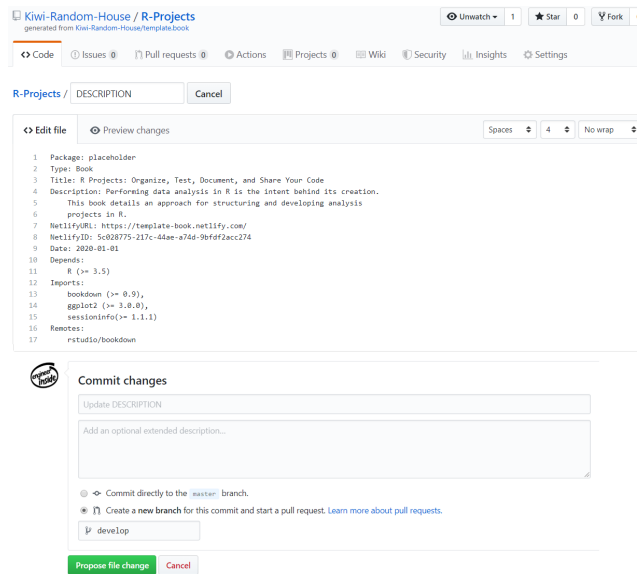 Kiwi-Random-House / R-Projects
Unwatch 1 Star 0 Fork
generated from Kiwi-Random-House/template.book
Code Issues 0 Pull requests 0 Actions Projects 0 Wiki Security Insights Settings
R-Projects / DESCRIPTION Cancel
<> Edit file Preview changes Spaces 4 No wrap
1 Package: placeholder
2 Type: Book
3 Title: R Projects: Organize, Test, Document, and Share Your Code
4 Description: Performing data analysis in R is the intent behind its creation.
5 This book details an approach for structuring and developing analysis
6 projects in R.
7 NetlifyURL: https://template-book.netlify.com/
8 NetlifyID: 5c028775-217c-44ae-a74d-9bfdf2acc274
9 Date: 2020-01-01
10 Depends:
11 R (>= 3.5)
12 Imports:
13 bookdown (>= 0.9),
14 ggplot2 (>= 3.0.0),
15 sessioninfo(>= 1.1.1)
16 Remotes:
17 rstudio/bookdown
engineer
inside
Commit changes
Update DESCRIPTION
Add an optional extended description...
Commit directly to the master branch.
Create a new branch for this commit and start a pull request. Learn more about pull requests.
develop
Propose file change Cancel